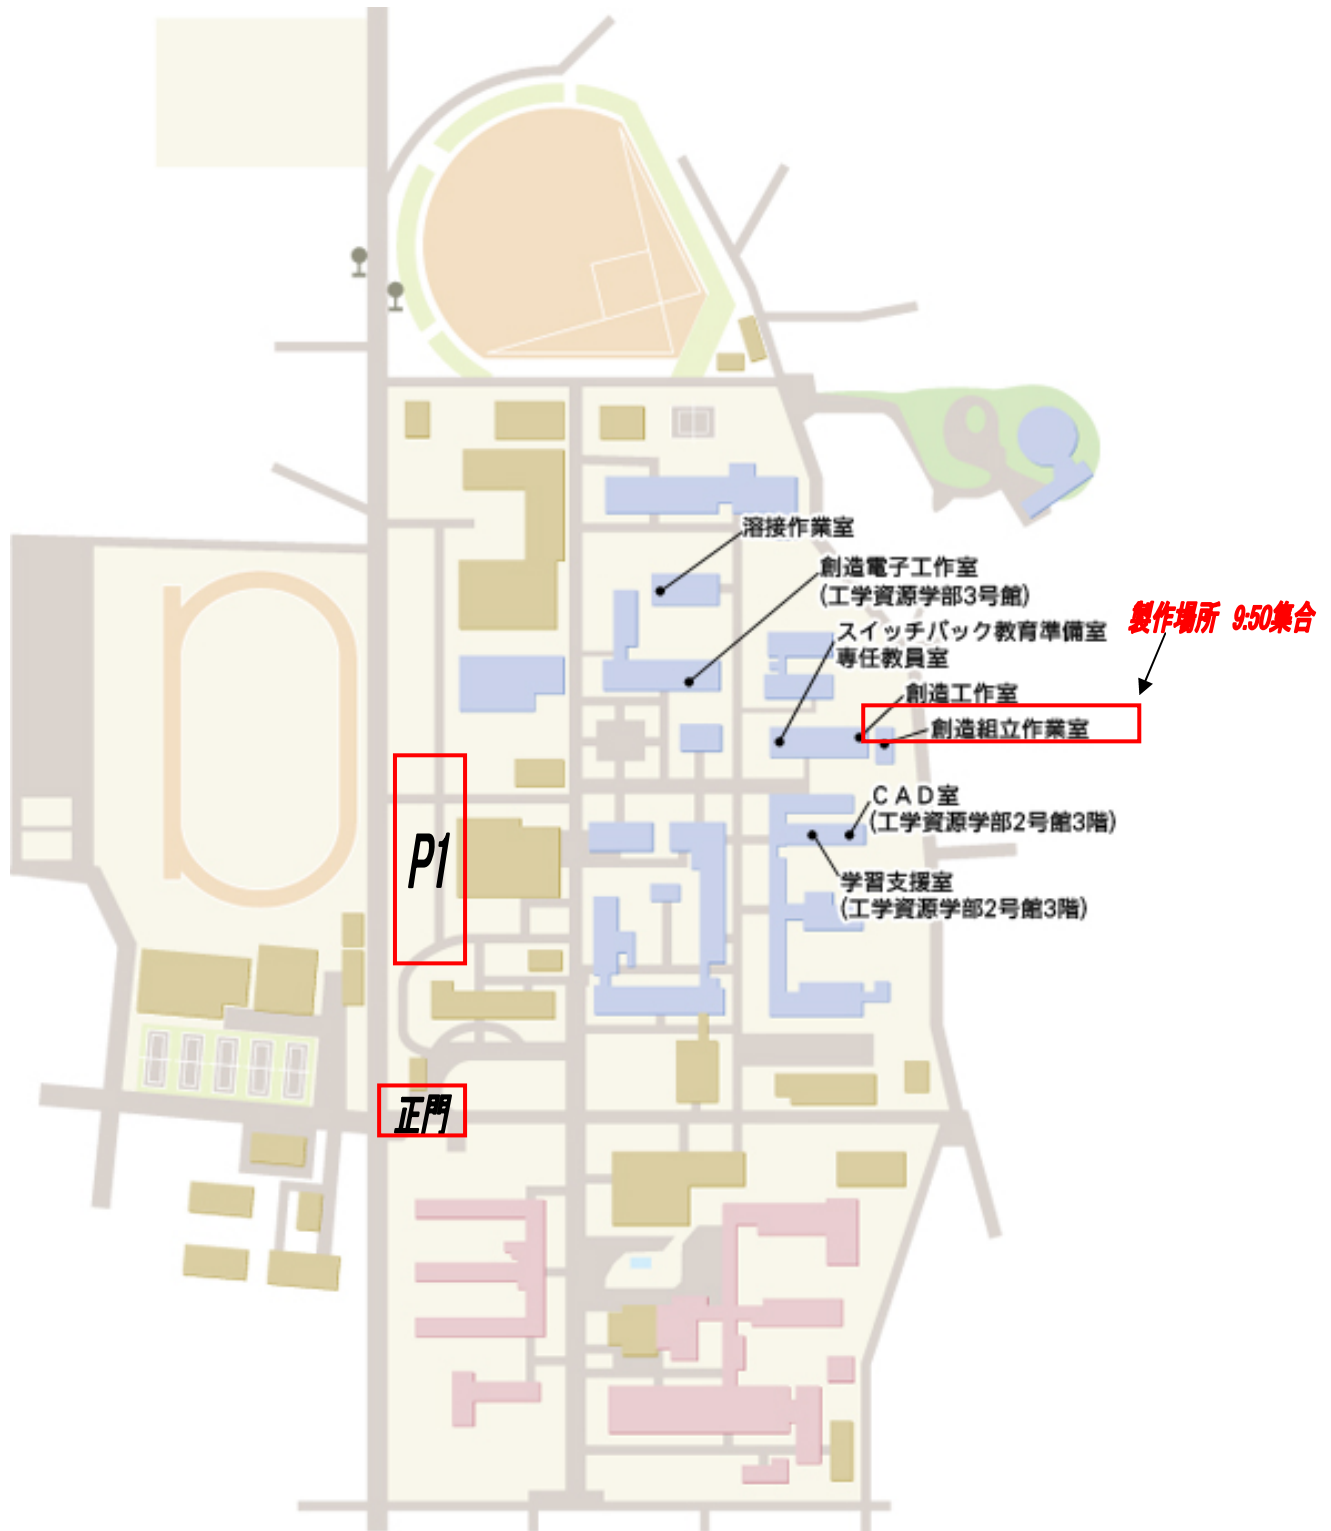 溶接作業室
創造電子工作室
(工学資源学部3号館)
製作場所 9:50集合
スイッチバック教育準備室
専任教員室
創造工作室
創造組立作業室
CAD室
(工学資源学部2号館3階)
P1
学習支援室
(工学資源学部2号館3階)
正門